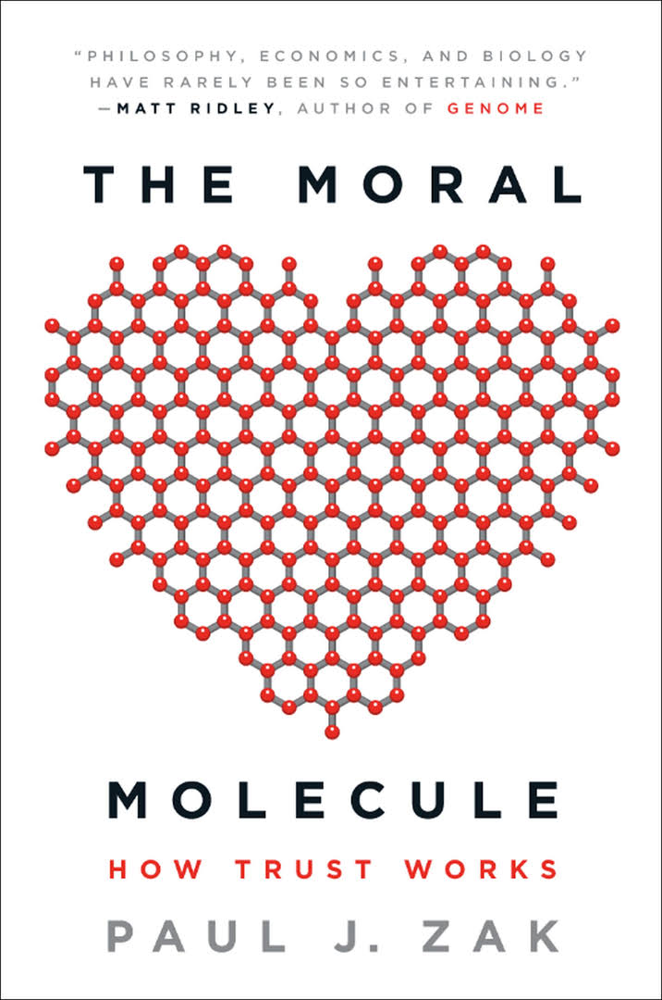 “PHILOSOPHY, ECONOMICS, AND BIOLOGY
HAVE RARELY BEEN SO ENTERTAINING.”
—MATT RIDLEY, AUTHOR OF GENOME
THE MORAL
MOLECULE
HOW TRUST WORKS
PAUL J. ZAK